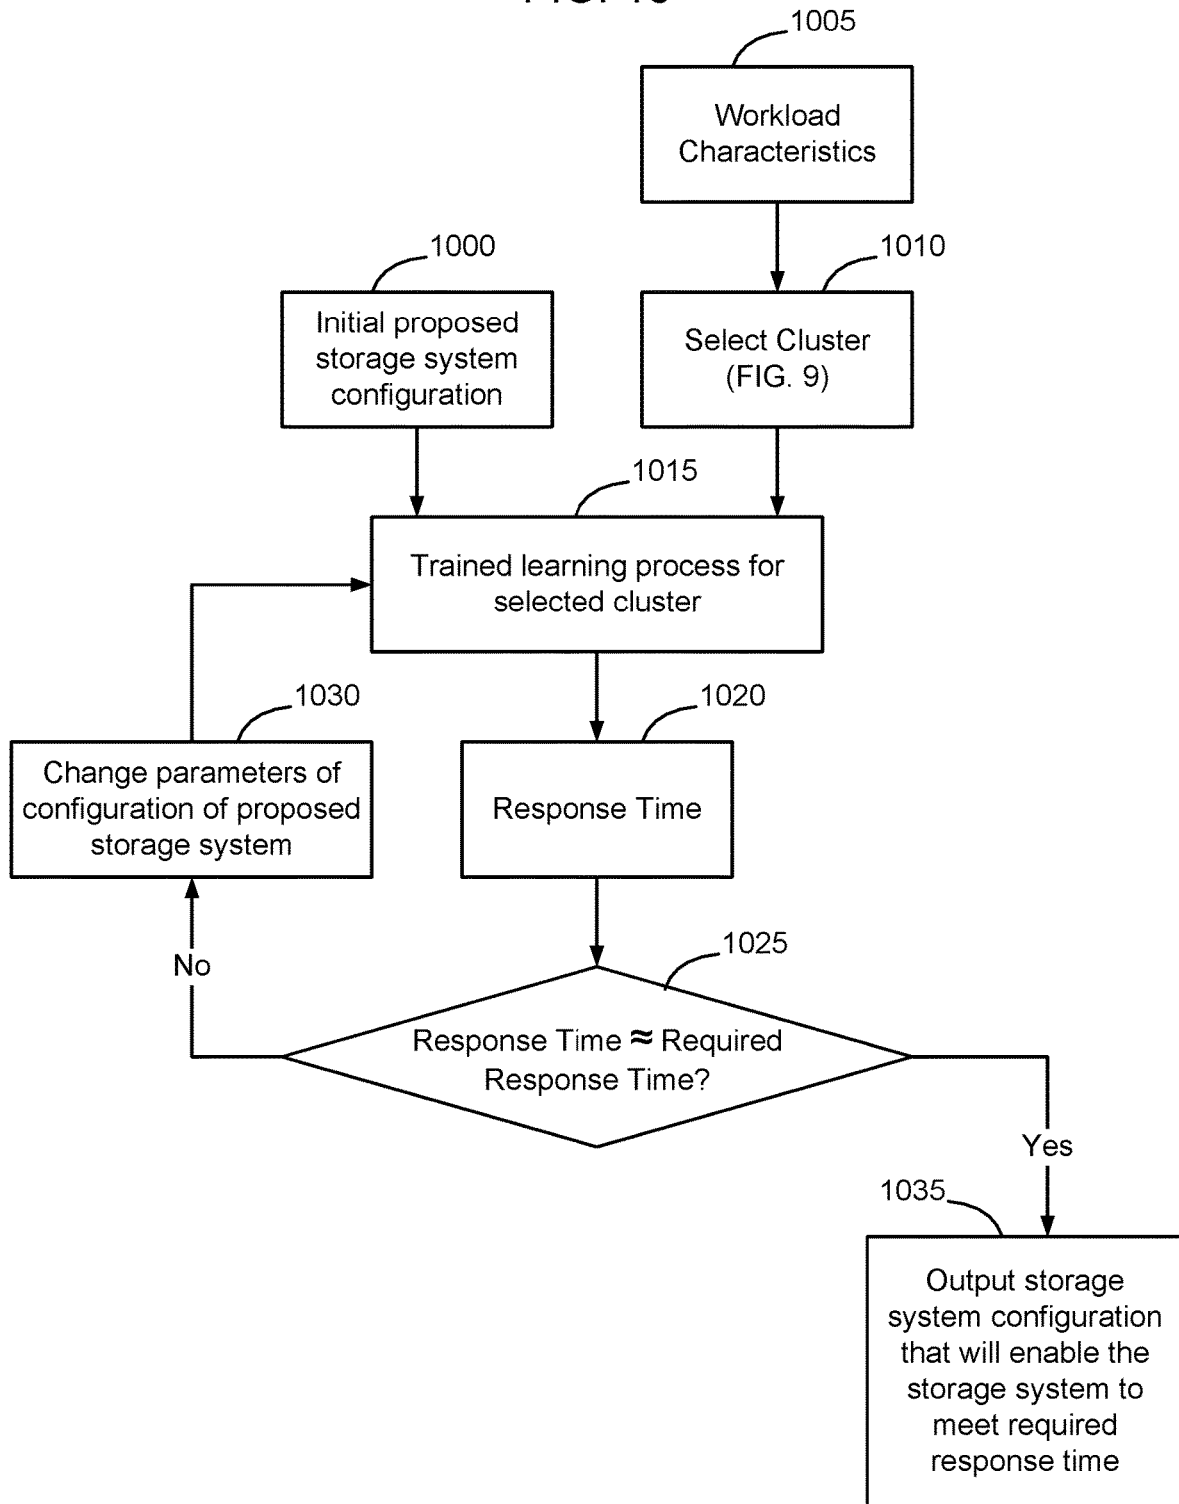 1005
Workload
Characteristics
1000
1010
Initial proposed
storage system
configuration
Select Cluster
(FIG. 9)
1015
Trained learning process for
selected cluster
1030
1020
Change parameters of
configuration of proposed
storage system
Response Time
1025
No
Response Time ≈ Required
Response Time?
Yes
1035
Output storage
system configuration
that will enable the
storage system to
meet required
response time